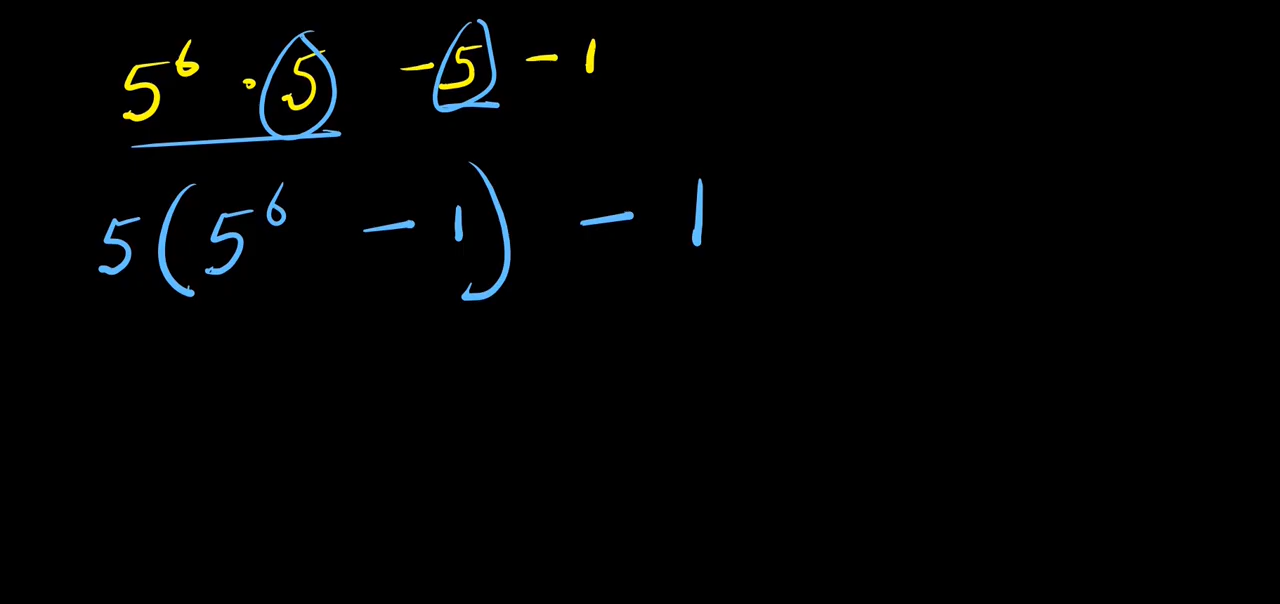 5⁶ · 5 - 5 - 1
5(5⁶ - 1) - 1